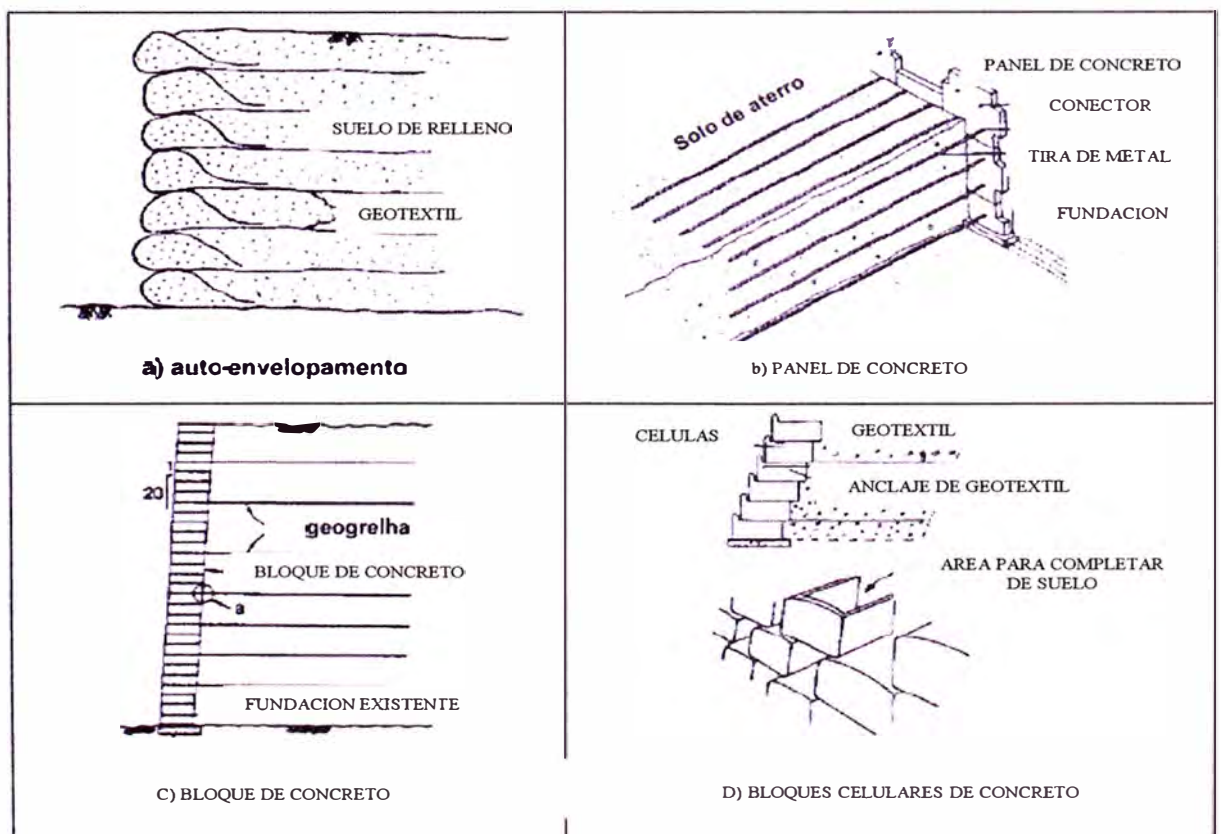 SUELO DE RELLENO
GEOTEXTIL
a) auto-envelopamento
Solo de aterro
PANEL DE CONCRETO
CONECTOR
TIRA DE METAL
FUNDACION
b) PANEL DE CONCRETO
1
20
geogrelha
BLOQUE DE CONCRETO
a
FUNDACION EXISTENTE
C) BLOQUE DE CONCRETO
CELULAS
GEOTEXTIL
ANCLAJE DE GEOTEXTIL
AREA PARA COMPLETAR
DE SUELO
D) BLOQUES CELULARES DE CONCRETO